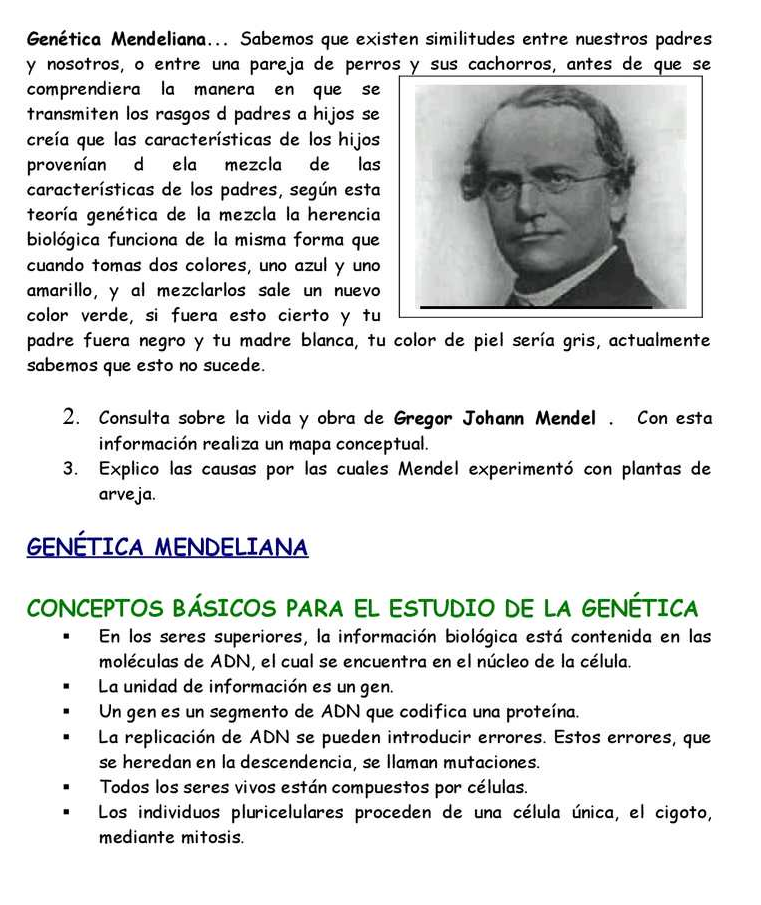 Genética Mendeliana... Sabemos que existen similitudes entre nuestros padres
y nosotros, o entre una pareja de perros y sus cachorros, antes de que se
comprendiera la manera en que se
transmiten los rasgos d padres a hijos se
creía que las características de los hijos
provenían d ela mezcla de las
características de los padres, según esta
teoría genética de la mezcla la herencia
biológica funciona de la misma forma que
cuando tomas dos colores, uno azul y uno
amarillo, y al mezclarlos sale un nuevo
color verde, si fuera esto cierto y tu
padre fuera negro y tu madre blanca, tu color de piel sería gris, actualmente
sabemos que esto no sucede.
2. Consulta sobre la vida y obra de Gregor Johann Mendel . Con esta
información realiza un mapa conceptual.
3. Explico las causas por las cuales Mendel experimentó con plantas de
arveja.
GENÉTICA MENDELIANA
CONCEPTOS BÁSICOS PARA EL ESTUDIO DE LA GENÉTICA
▪ En los seres superiores, la información biológica está contenida en las
moléculas de ADN, el cual se encuentra en el núcleo de la célula.
▪ La unidad de información es un gen.
▪ Un gen es un segmento de ADN que codifica una proteína.
▪ La replicación de ADN se pueden introducir errores. Estos errores, que
se heredan en la descendencia, se llaman mutaciones.
▪ Todos los seres vivos están compuestos por células.
▪ Los individuos pluricelulares proceden de una célula única, el cigoto,
mediante mitosis.